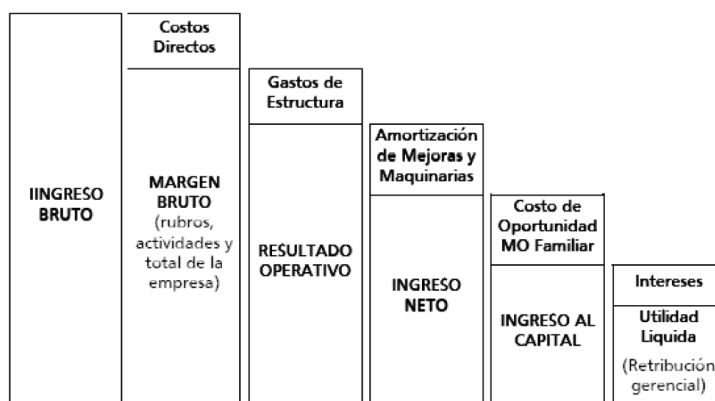 IINGRESO
BRUTO
Costos
Directos
MARGEN
BRUTO
(rubros,
actividades y
total de la
empresa)
Gastos de
Estructura
RESULTADO
OPERATIVO
Amortización
de Mejoras y
Maquinarias
INGRESO
NETO
Costo de
Oportunidad
MO Familiar
INGRESO AL
CAPITAL
Intereses
Utilidad
Liquida
(Retribución
gerencial)